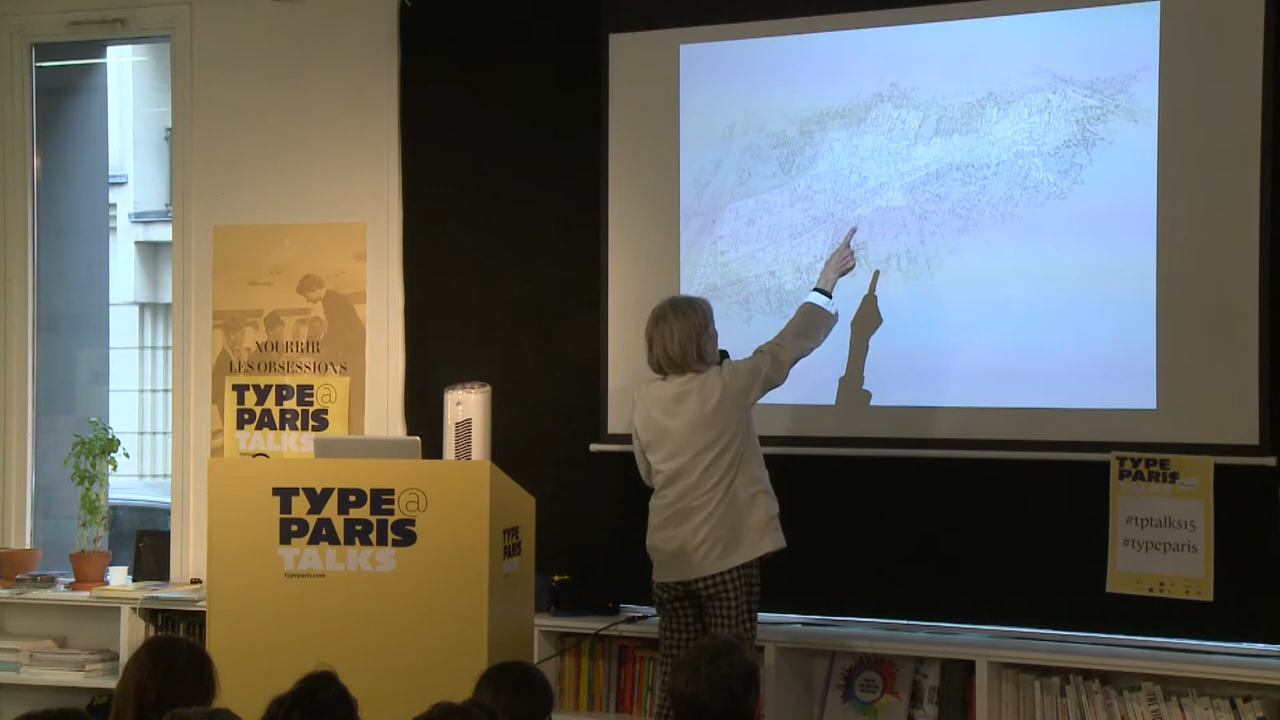 NOURRIR
LES OBSESSIONS
TYPE@
PARIS
TALKS
TYPE@
PARIS
TALKS
typeparis.com
TYPE
PARIS
TYPE@
PARIS
#tptalks15
#typeparis